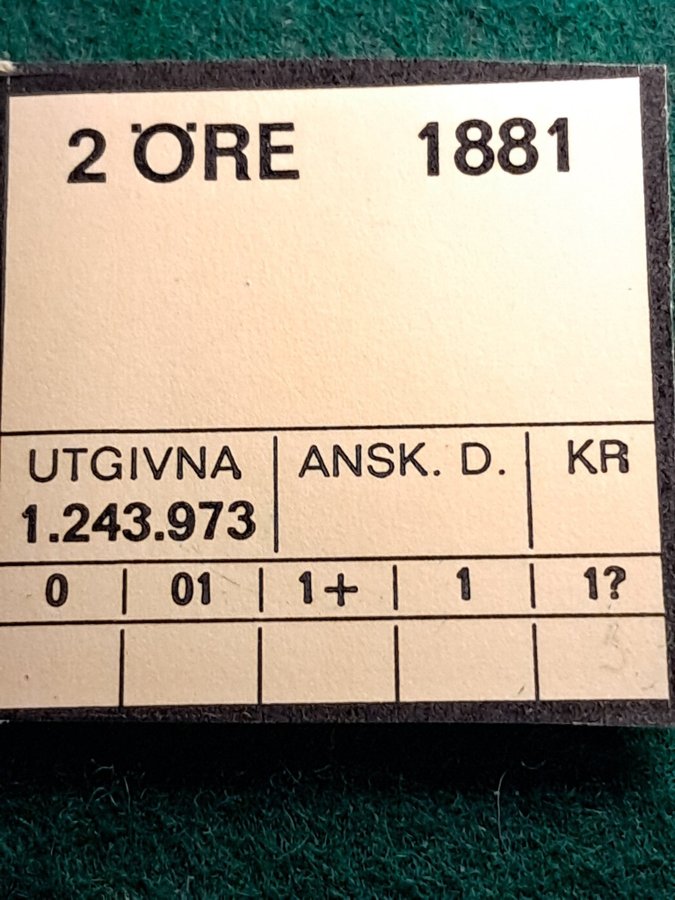 2 ÖRE 1881
UTGIVNA ANSK. D. KR
1.243.973
0 01 1+ 1 1?